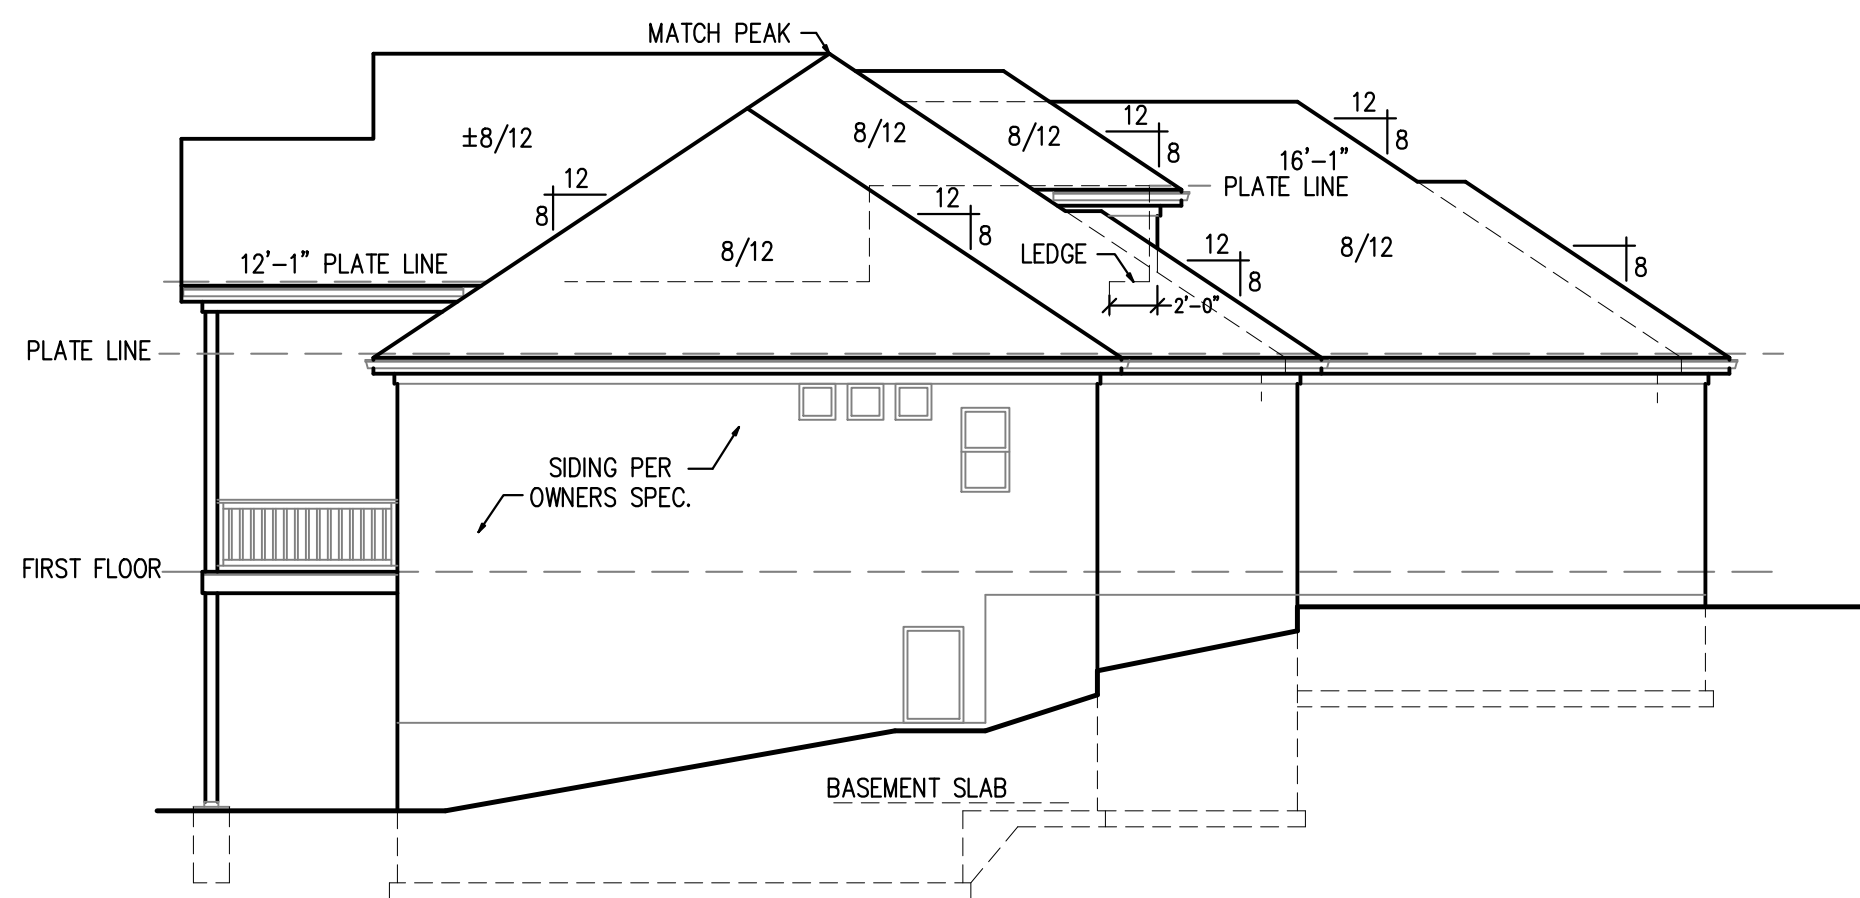 MATCH PEAK
±8/12
8/12
8/12
12
8
12
8
16'-1"
PLATE LINE
12
8
12
8
8/12
LEDGE
12
8
8/12
8
12'-1" PLATE LINE
2'-0"
PLATE LINE
SIDING PER
OWNERS SPEC.
FIRST FLOOR
BASEMENT SLAB